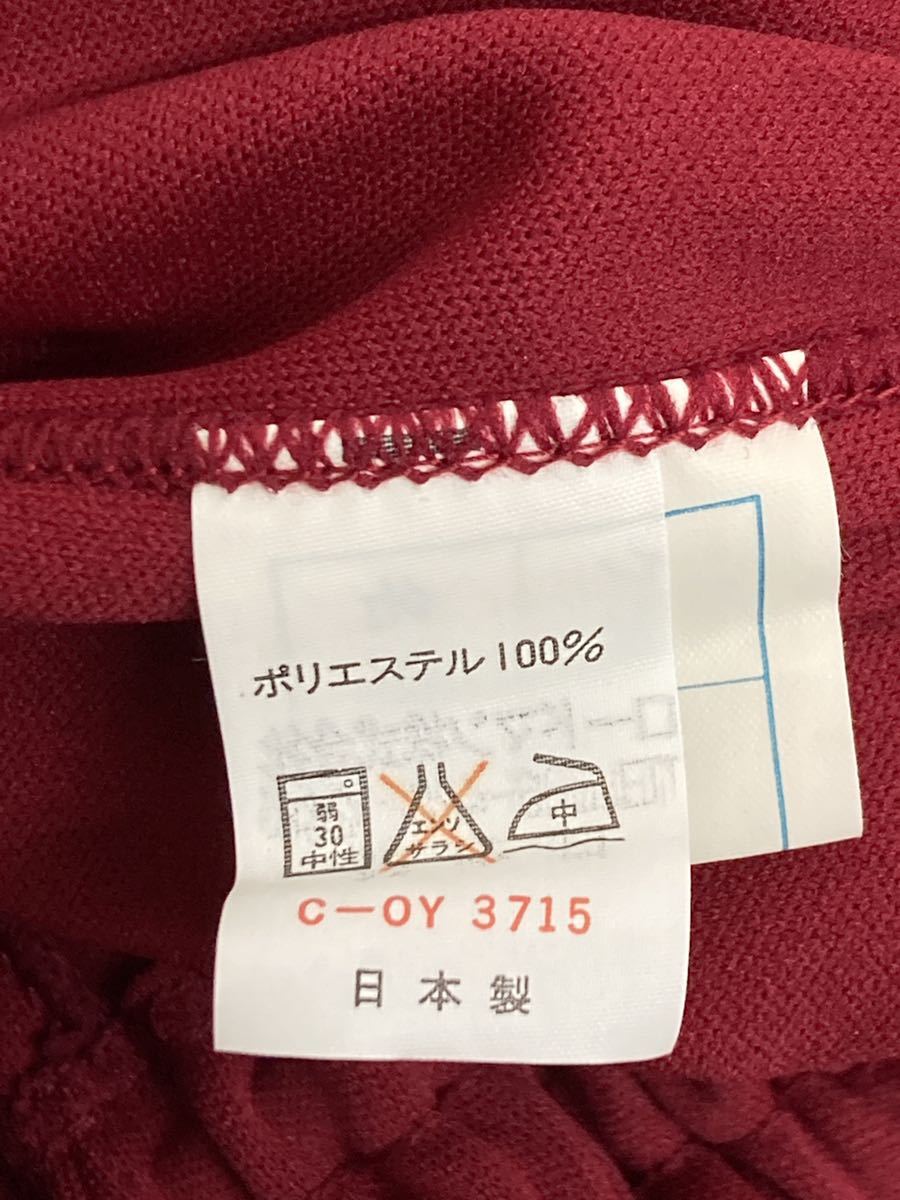 ポリエステル100%
弱
30
中性
エンソ
サラシ
中
C-OY 3715
日本製